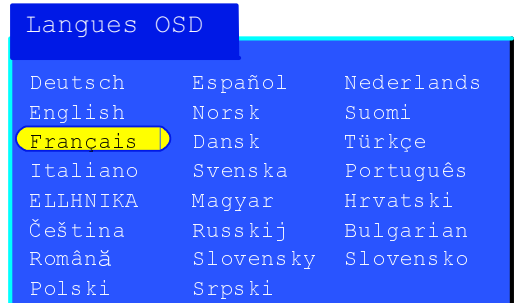 Langues OSD
Deutsch Español Nederlands
English Norsk Suomi
Français Dansk Türkçe
Italiano Svenska Português
ELLHNIKA Magyar Hrvatski
Čeština Russkij Bulgarian
Română Slovensky Slovensko
Polski Srpski